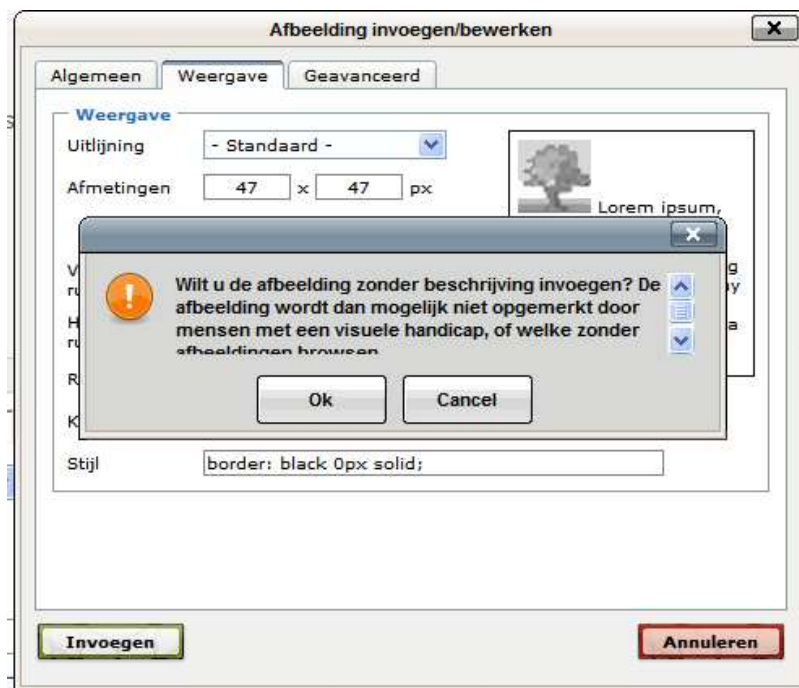 Afbeelding invoegen/bewerken
Algemeen Weergave Geavanceerd
Weergave
Uitlijning - Standaard -
Afmetingen 47 x 47 px
Lorem ipsum,
Wilt u de afbeelding zonder beschrijving invoegen? De
afbeelding wordt dan mogelijk niet opgemerkt door
mensen met een visuele handicap, of welke zonder
afbeeldingen browsen
Ok Cancel
Stijl border: black 0px solid;
Invoegen Annuleren